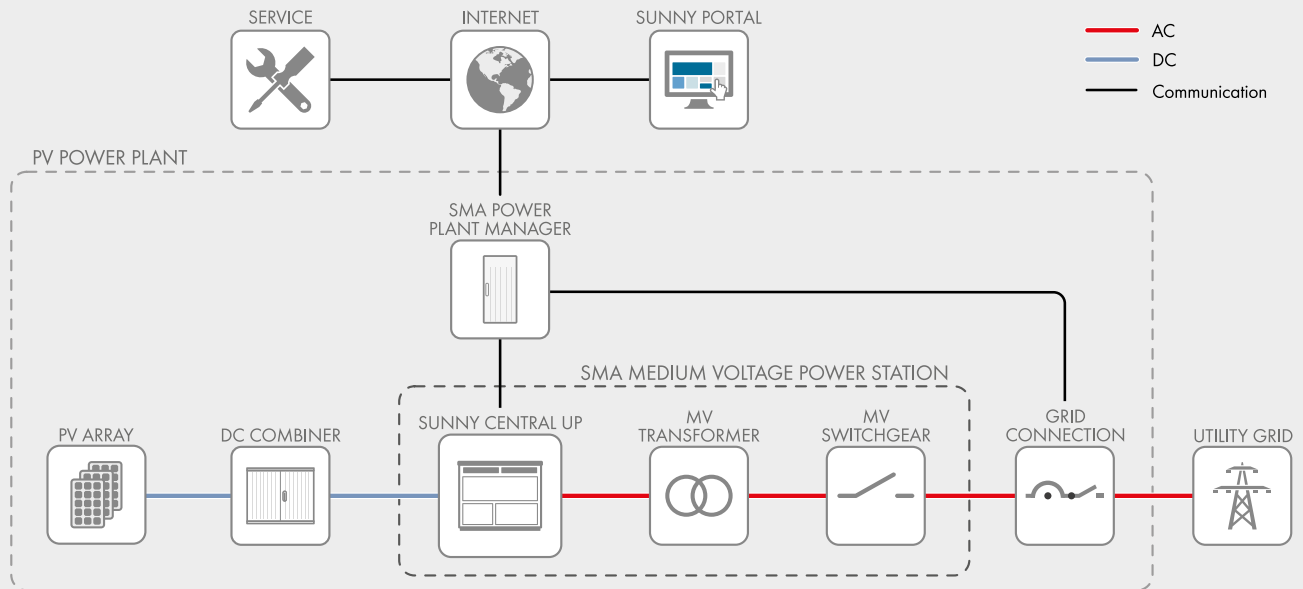 SERVICE
INTERNET
SUNNY PORTAL
AC
DC
Communication
PV POWER PLANT
SMA POWER
PLANT MANAGER
SMA MEDIUM VOLTAGE POWER STATION
PV ARRAY
DC COMBINER
SUNNY CENTRAL UP
MV
TRANSFORMER
MV
SWITCHGEAR
GRID
CONNECTION
UTILITY GRID